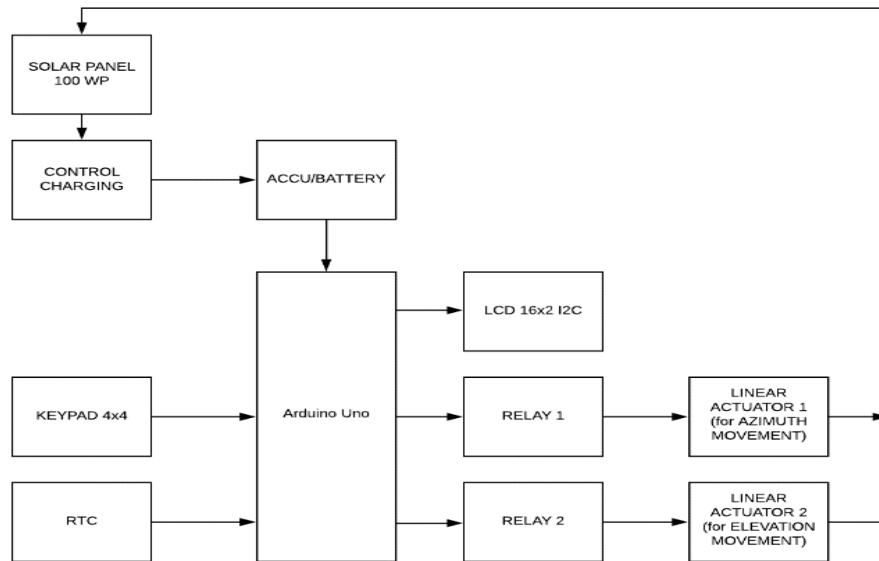 SOLAR PANEL
100 WP
CONTROL
CHARGING
ACCU/BATTERY
LCD 16x2 I2C
KEYPAD 4x4
Arduino Uno
RELAY 1
LINEAR
ACTUATOR 1
(for AZIMUTH
MOVEMENT)
RTC
RELAY 2
LINEAR
ACTUATOR 2
(for ELEVATION
MOVEMENT)